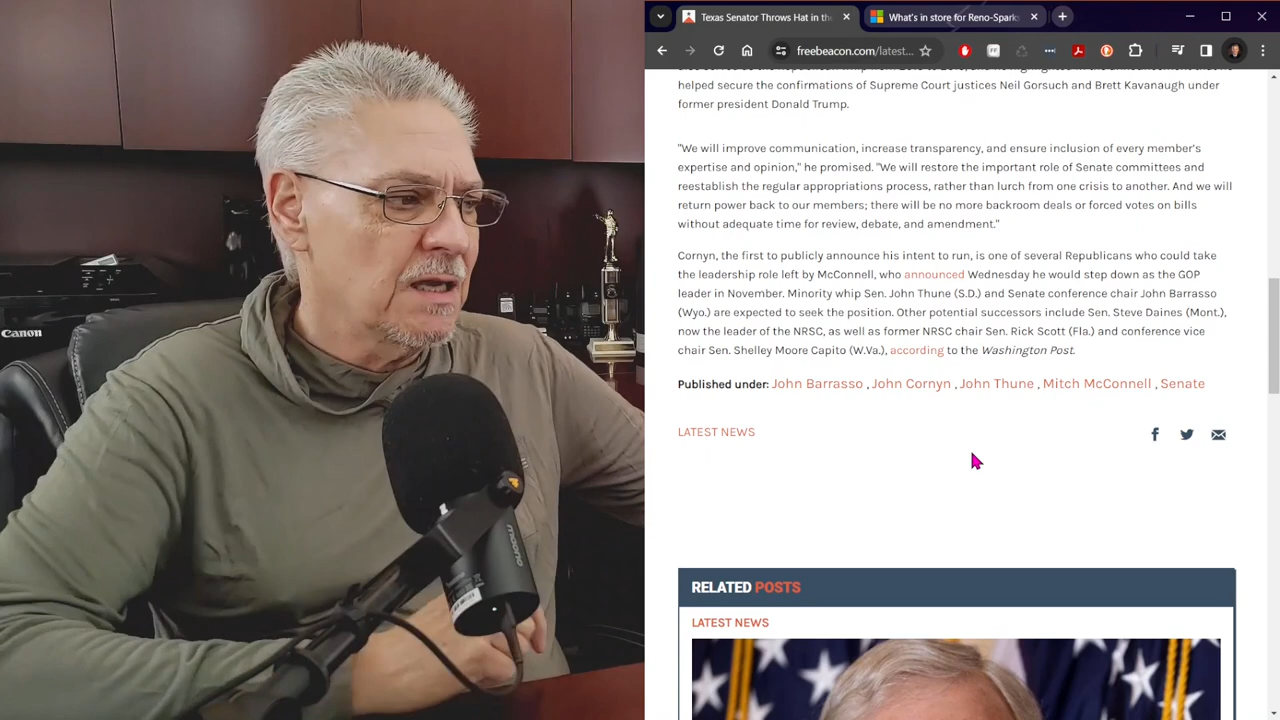 Texas Senator Throws Hat in the
What's in store for Reno-Spark
freebeacon.com/latest...
helped secure the confirmations of Supreme Court justices Neil Gorsuch and Brett Kavanaugh under
former president Donald Trump.
"We will improve communication, increase transparency, and ensure inclusion of every member's
expertise and opinion," he promised. "We will restore the important role of Senate committees and
reestablish the regular appropriations process, rather than lurch from one crisis to another. And we will
return power back to our members; there will be no more backroom deals or forced votes on bills
without adequate time for review, debate, and amendment."
Cornyn, the first to publicly announce his intent to run, is one of several Republicans who could take
the leadership role left by McConnell, who announced Wednesday he would step down as the GOP
leader in November. Minority whip Sen. John Thune (S.D.) and Senate conference chair John Barrasso
(Wyo.) are expected to seek the position. Other potential successors include Sen. Steve Daines (Mont.),
now the leader of the NRSC, as well as former NRSC chair Sen. Rick Scott (Fla.) and conference vice
chair Sen. Shelley Moore Capito (W.Va.), according to the Washington Post.
Published under: John Barrasso , John Cornyn , John Thune , Mitch McConnell , Senate
LATEST NEWS
RELATED POSTS
LATEST NEWS
Canon
maono